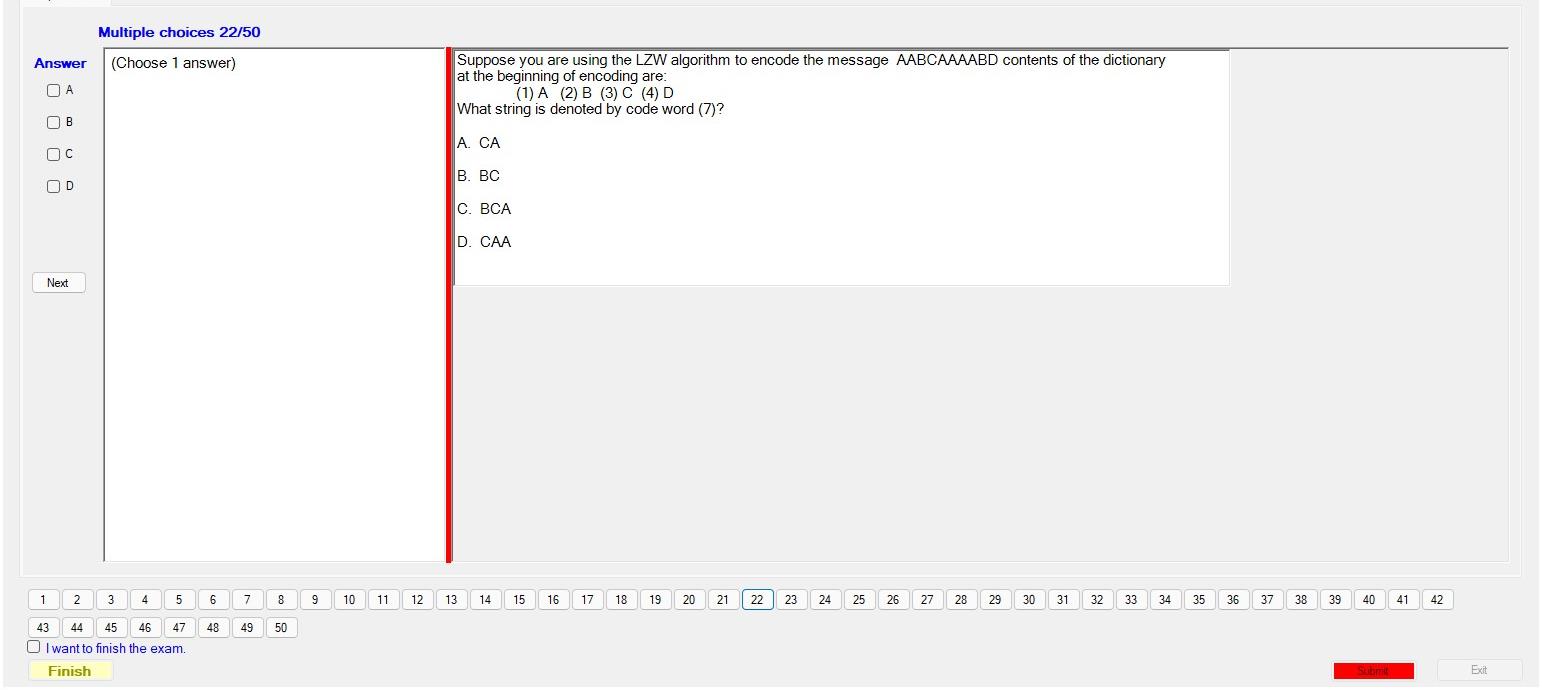 Multiple choices 22/50
Answer
(Choose 1 answer)
A
B
C
D
Next
Suppose you are using the LZW algorithm to encode the message AABCAAAABD contents of the dictionary
at the beginning of encoding are:
(1) A (2) B (3) C (4) D
What string is denoted by code word (7)?
A. CA
B. BC
C. BCA
D. CAA
1 2 3 4 5 6 7 8 9 10 11 12 13 14 15 16 17 18 19 20 21 22 23 24 25 26 27 28 29 30 31 32 33 34 35 36 37 38 39 40 41 42
43 44 45 46 47 48 49 50
I want to finish the exam.
Finish Submit Exit